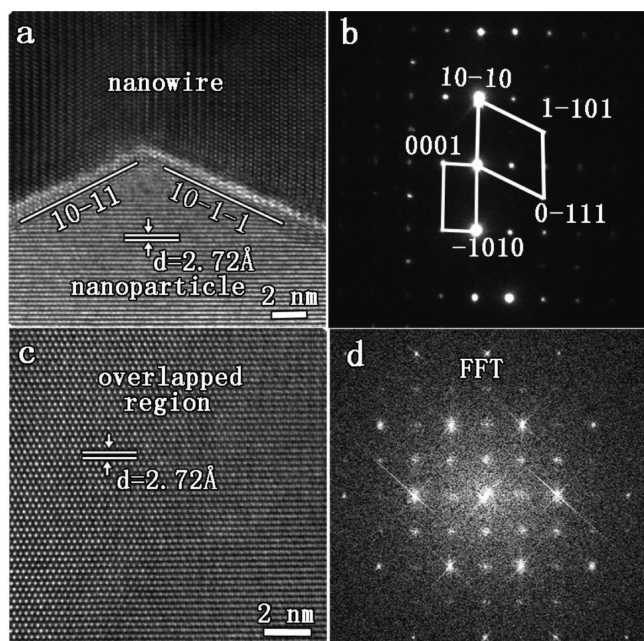 a
nanowire
10-11
10-1-1
d=2.72Å
nanoparticle
2 nm
b
10-10
1-101
0001
0-111
-1010
c
overlapped
region
d=2.72Å
2 nm
d
FFT